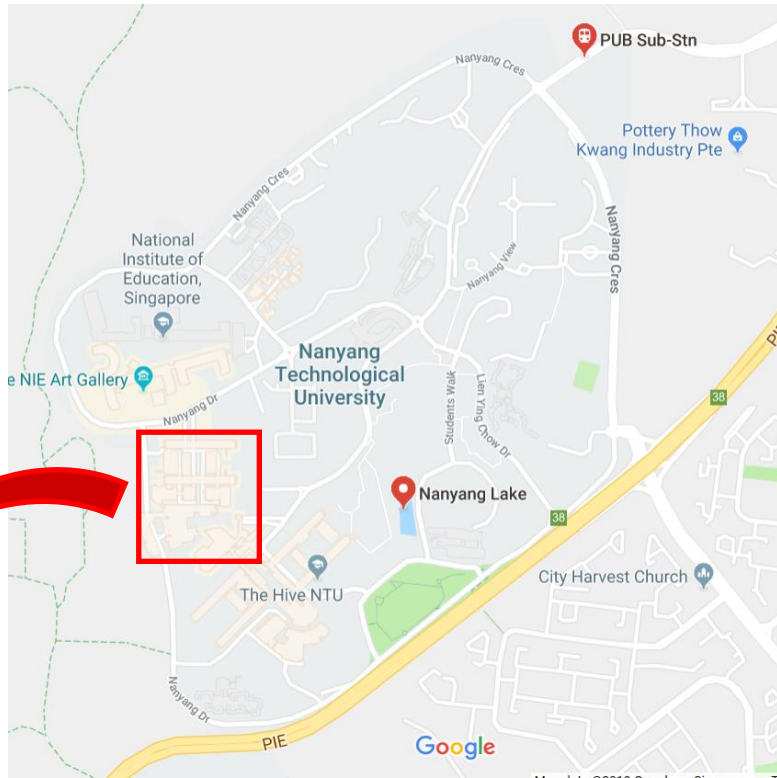 PUB Sub-Stn
Nanyang Cres
Pottery Thow
Kwang Industry Pte
Nanyang Cres
National
Institute of
Education,
Singapore
Nanyang Cres
Nanyang View
Nanyang
Technological
University
e NIE Art Gallery
Nanyang Dr
Students Walk
Lien Ying Chow Dr
38
Nanyang Lake
38
The Hive NTU
City Harvest Church
Nanyang Dr
PIE
Google